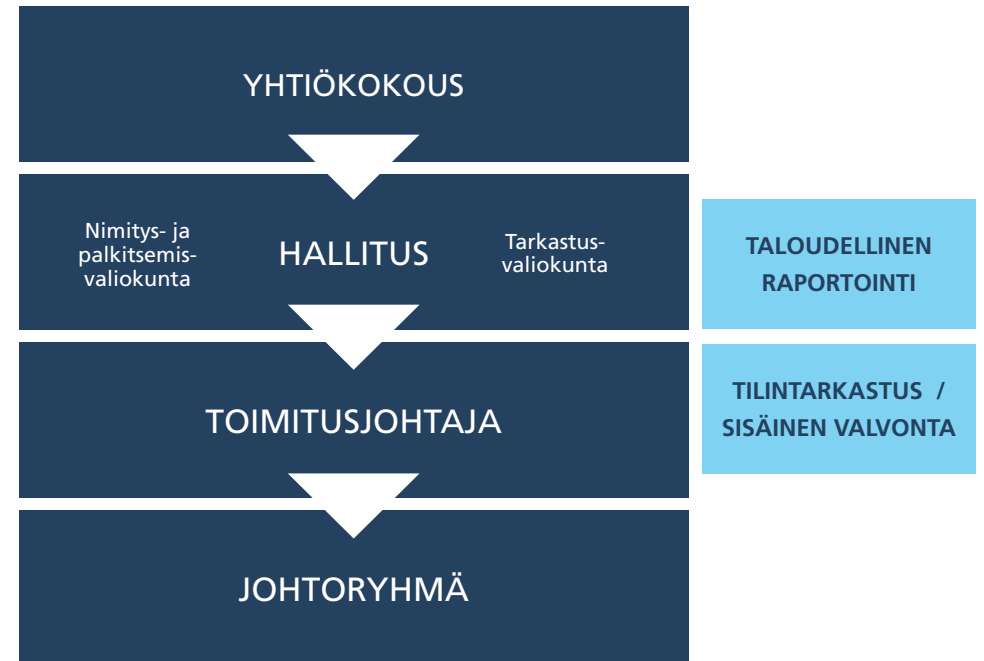 YHTIÖKOKOUS
Nimitys- ja
palkitsemis-
valiokunta
HALLITUS
Tarkastus-
valiokunta
TALOUDELLINEN
RAPORTOINTI
TOIMITUSJOHTAJA
TILINTARKASTUS /
SISÄINEN VALVONTA
JOHTORYHMÄ